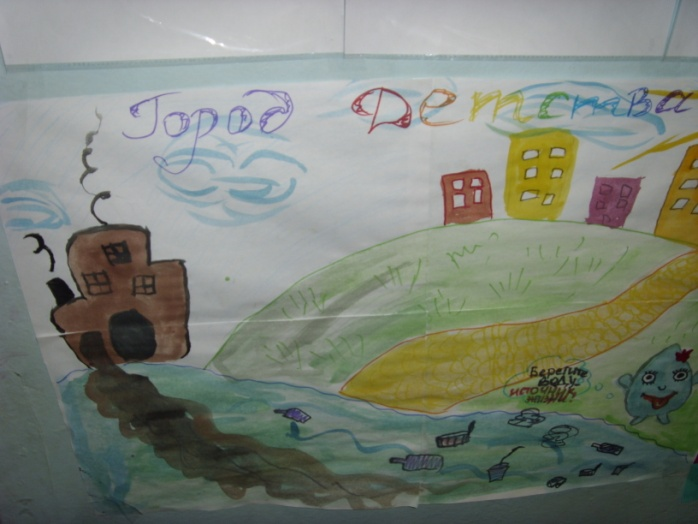 Город Детства
Берегите
воду -
источник
жизни